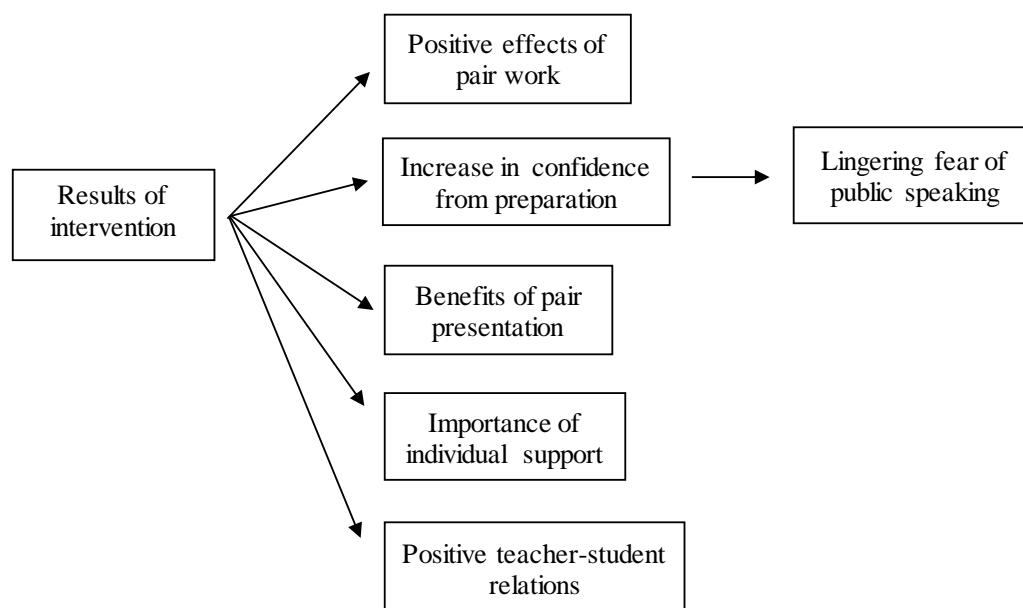 Positive effects of
pair work
Results of
intervention
Increase in confidence
from preparation
Lingering fear of
public speaking
Benefits of pair
presentation
Importance of
individual support
Positive teacher-student
relations